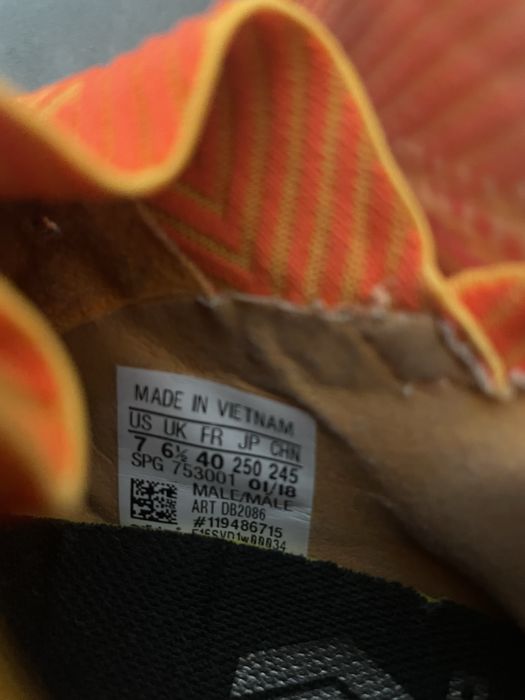 MADE IN VIETNAM
US UK FR JP CHN
7 6½ 40 250 245
SPG 753001 01/18
MALE/MALE
ART DB2086
#119486715